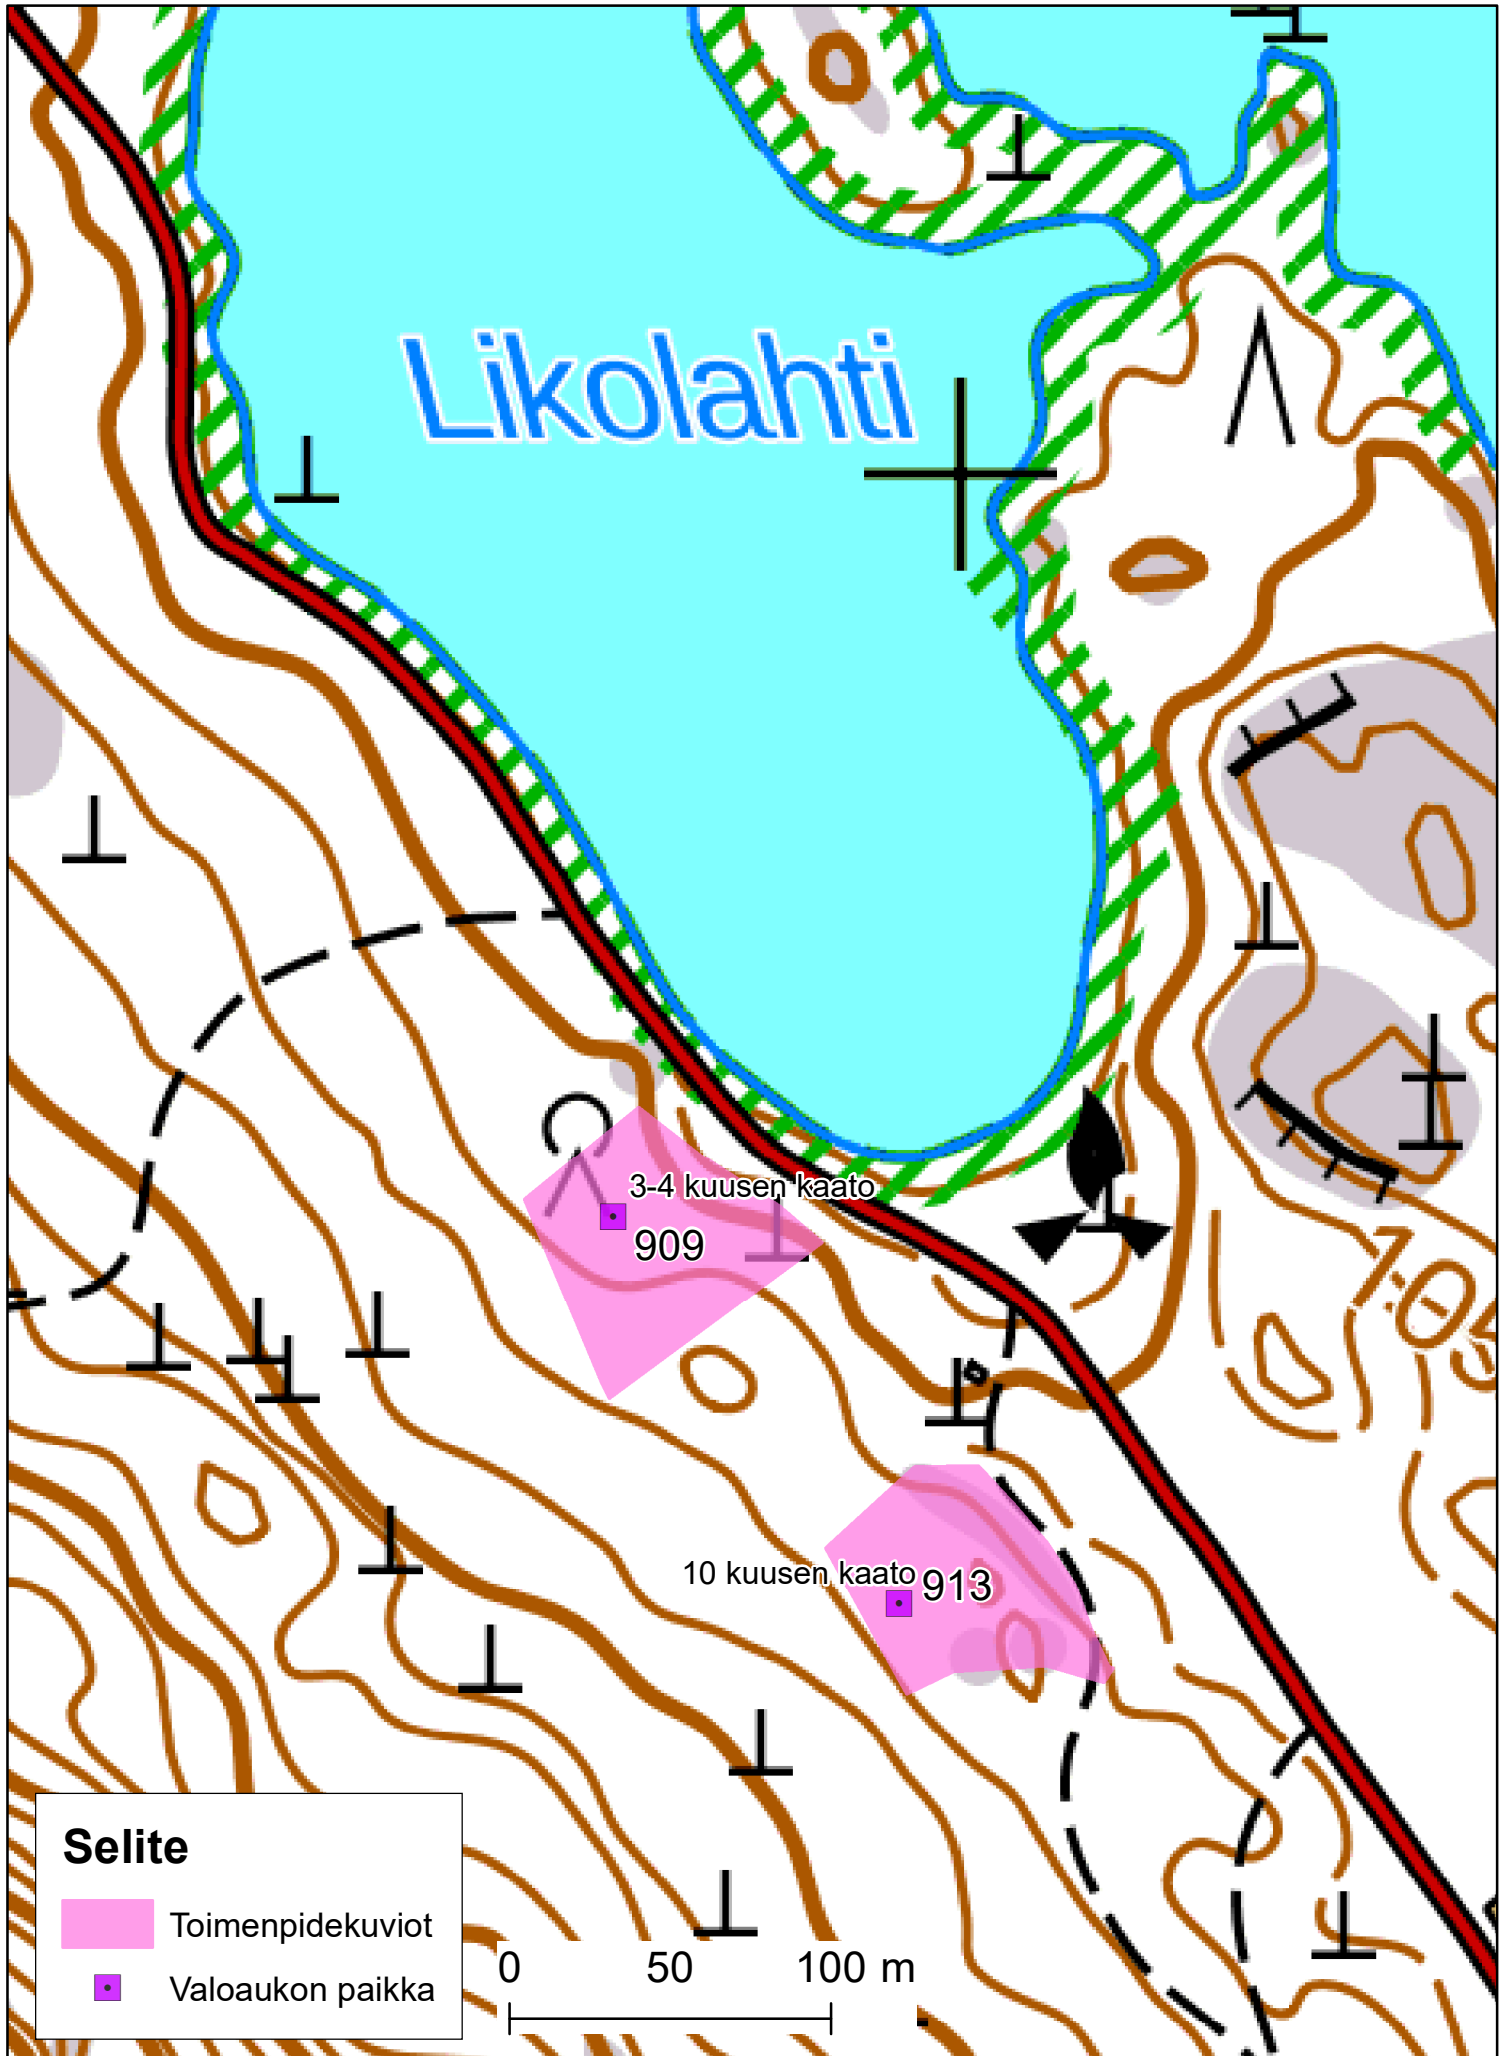 Likolahti
3-4 kuusen kaato
909
10 kuusen kaato
913
Selite
Toimenpidekuviot
Valoaukon paikka
0 50 100 m